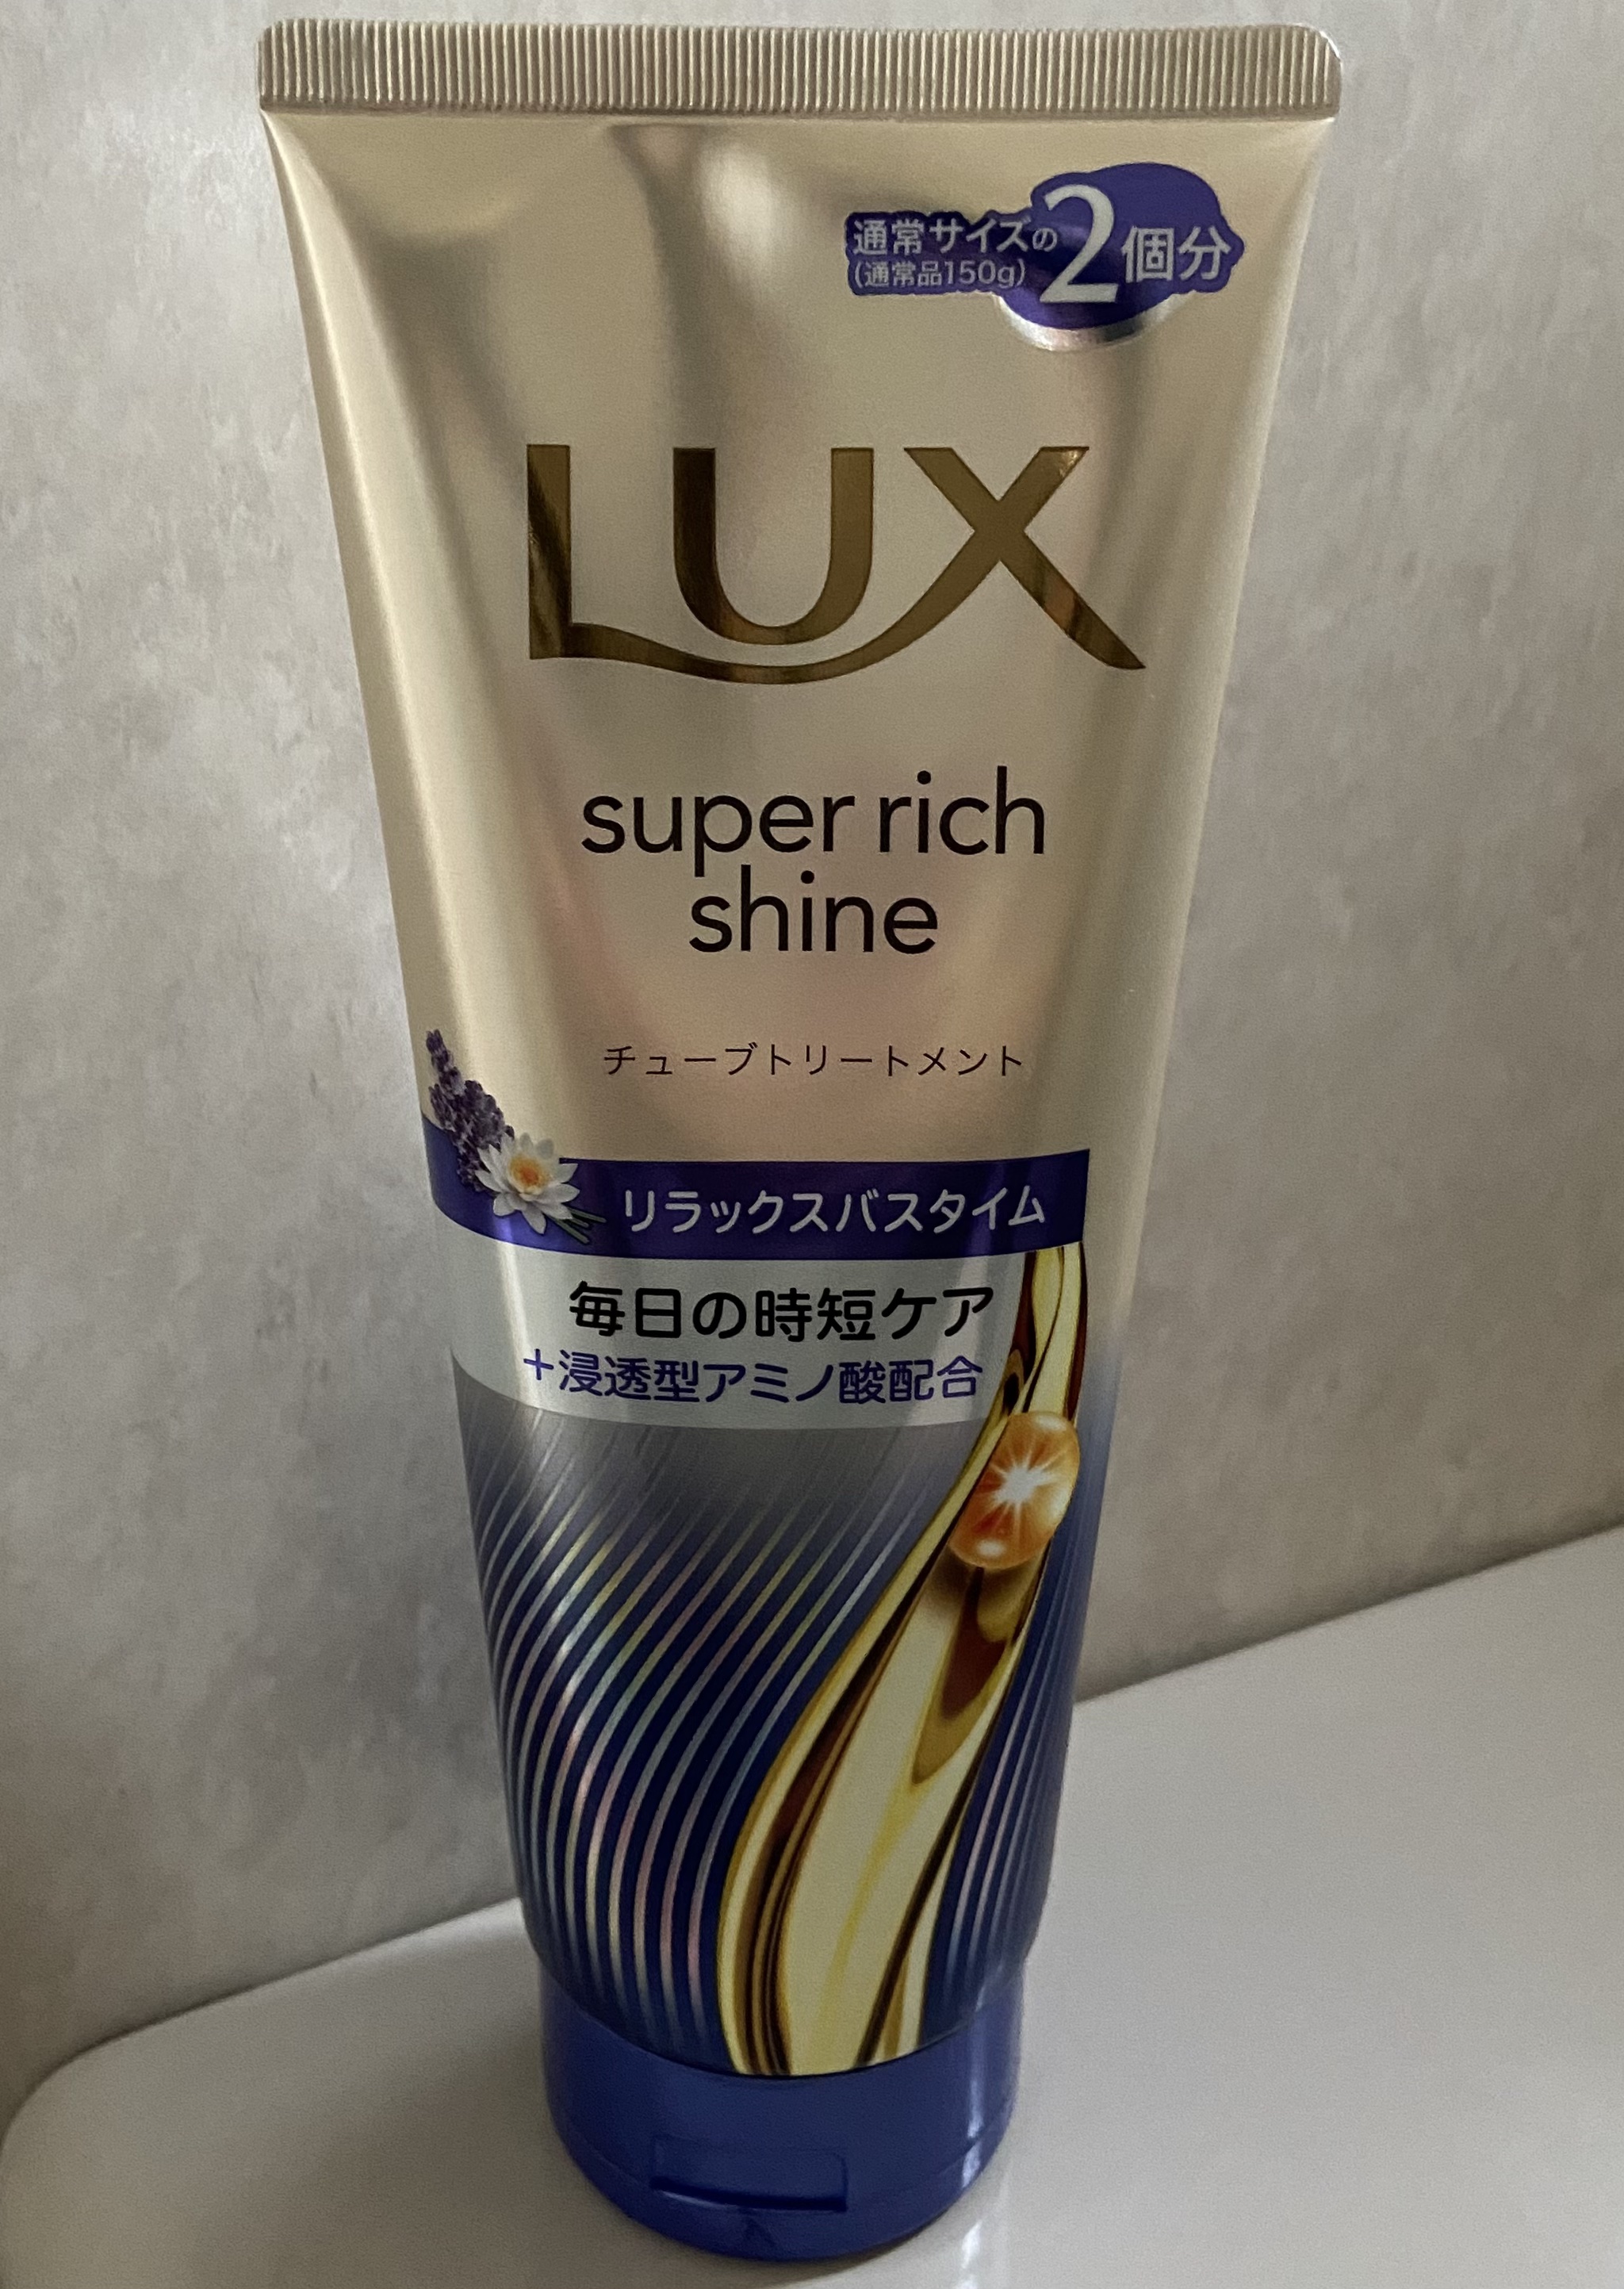 通常サイズの2個分
(通常品150g)
LUX
super rich
shine
チューブトリートメント
リラックスバスタイム
毎日の時短ケア
+浸透型アミノ酸配合